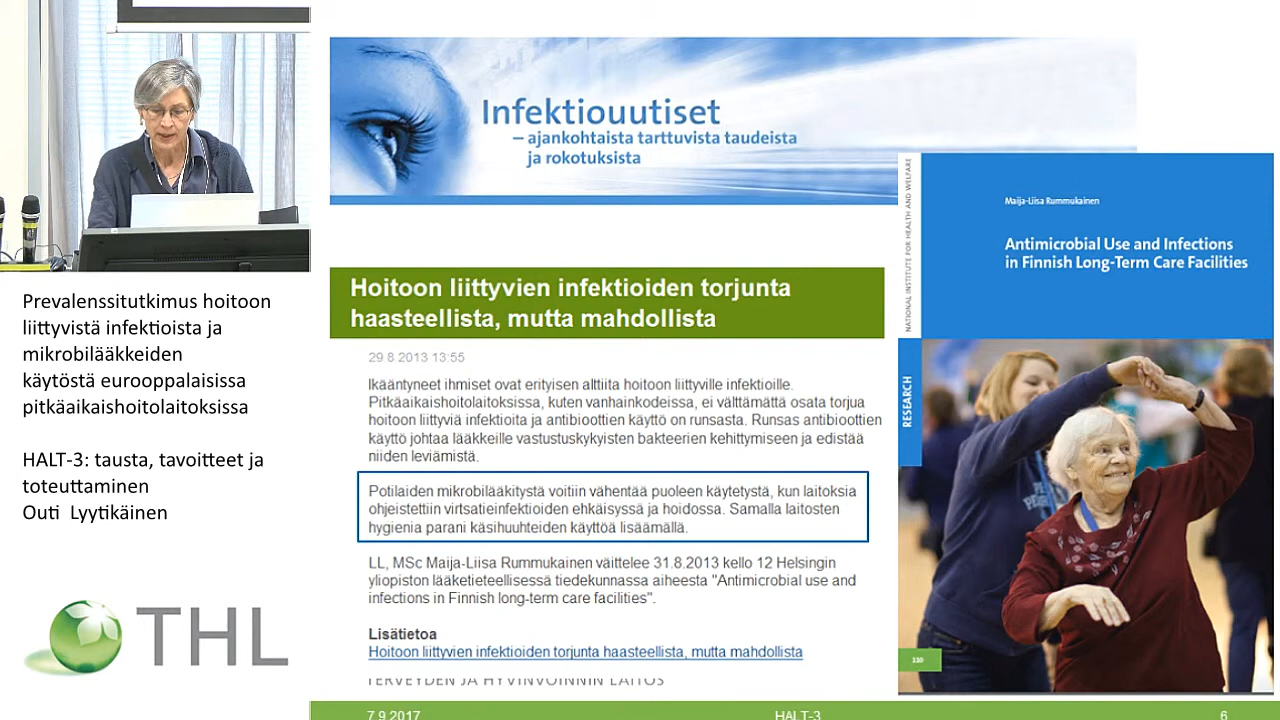 Prevalenssitutkimus hoitoon
liittyvistä infektioista ja
mikrobilääkkeiden
käytöstä eurooppalaisissa
pitkäaikaishoitolaitoksissa
HALT-3: tausta, tavoitteet ja
toteuttaminen
Outi Lyytikäinen
THL
Infektiouutiset
– ajankohtaista tarttuvista taudeista
ja rokotuksista
Hoitoon liittyvien infektioiden torjunta
haasteellista, mutta mahdollista
29 8 2013 13:55
Ikääntyneet ihmiset ovat erityisen alttiita hoitoon liittyville infektioille.
Pitkäaikaishoitolaitoksissa, kuten vanhainkodeissa, ei välttämättä osata torjua
hoitoon liittyviä infektioita ja antibioottien käyttö on runsasta. Runsas antibioottien
käyttö johtaa lääkkeille vastustuskykyisten bakteerien kehittymiseen ja edistää
niiden leviämistä.
Potilaiden mikrobilääkitystä voitiin vähentää puoleen käytetystä, kun laitoksia
ohjeistettiin virtsatieinfektioiden ehkäisyssä ja hoidossa. Samalla laitosten
hygienia parani käsihuuhteiden käyttöä lisäämällä.
LL, MSc Maija-Liisa Rummukainen väittelee 31.8.2013 kello 12 Helsingin
yliopiston lääketieteellisessä tiedekunnassa aiheesta "Antimicrobial use and
infections in Finnish long-term care facilities".
Lisätietoa
Hoitoon liittyvien infektioiden torjunta haasteellista, mutta mahdollista
TERVEYDEN JA HYVINVOINNIN LAITOS
NATIONAL INSTITUTE FOR HEALTH AND WELFARE
Maija-Liisa Rummukainen
Antimicrobial Use and Infections
in Finnish Long-Term Care Facilities
RESEARCH
110
7.9.2017
HALT-3
6